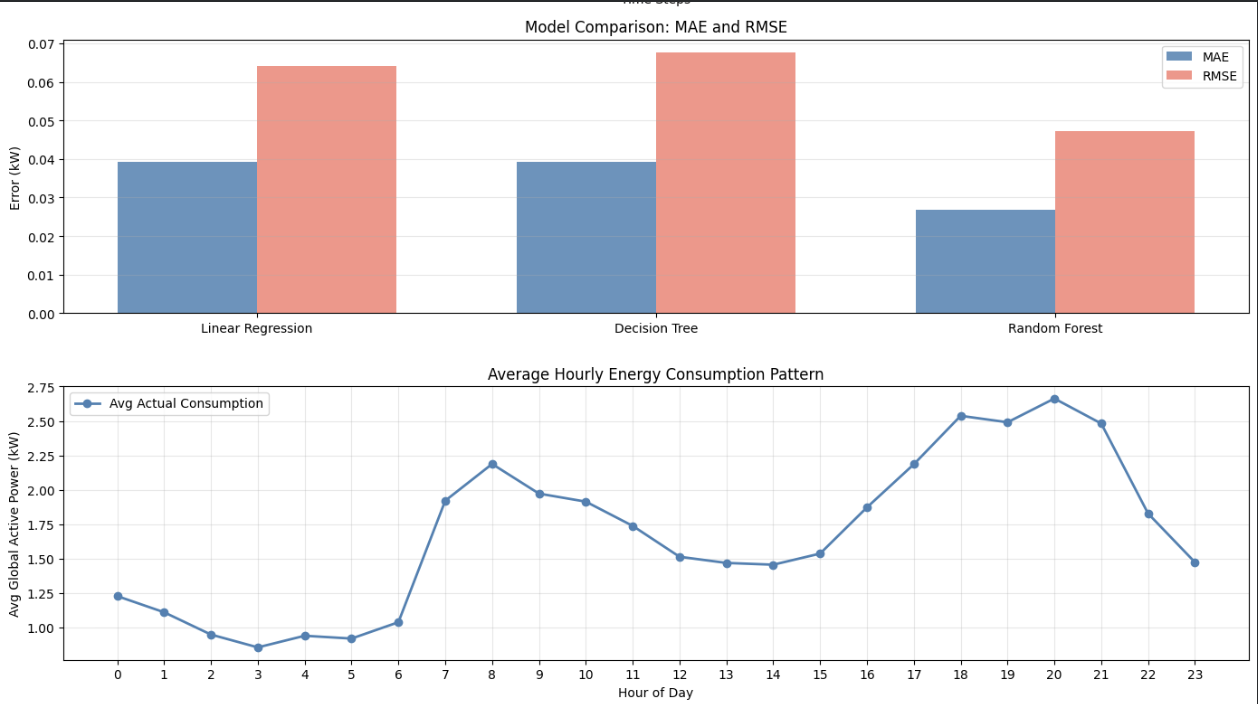 Time Steps
Model Comparison: MAE and RMSE
0.07
0.06
0.05
0.04
0.03
0.02
0.01
0.00
Error (kW)
MAE
RMSE
Linear Regression Decision Tree Random Forest
Average Hourly Energy Consumption Pattern
2.75
2.50
2.25
2.00
1.75
1.50
1.25
1.00
Avg Global Active Power (kW)
Avg Actual Consumption
0 1 2 3 4 5 6 7 8 9 10 11 12 13 14 15 16 17 18 19 20 21 22 23
Hour of Day